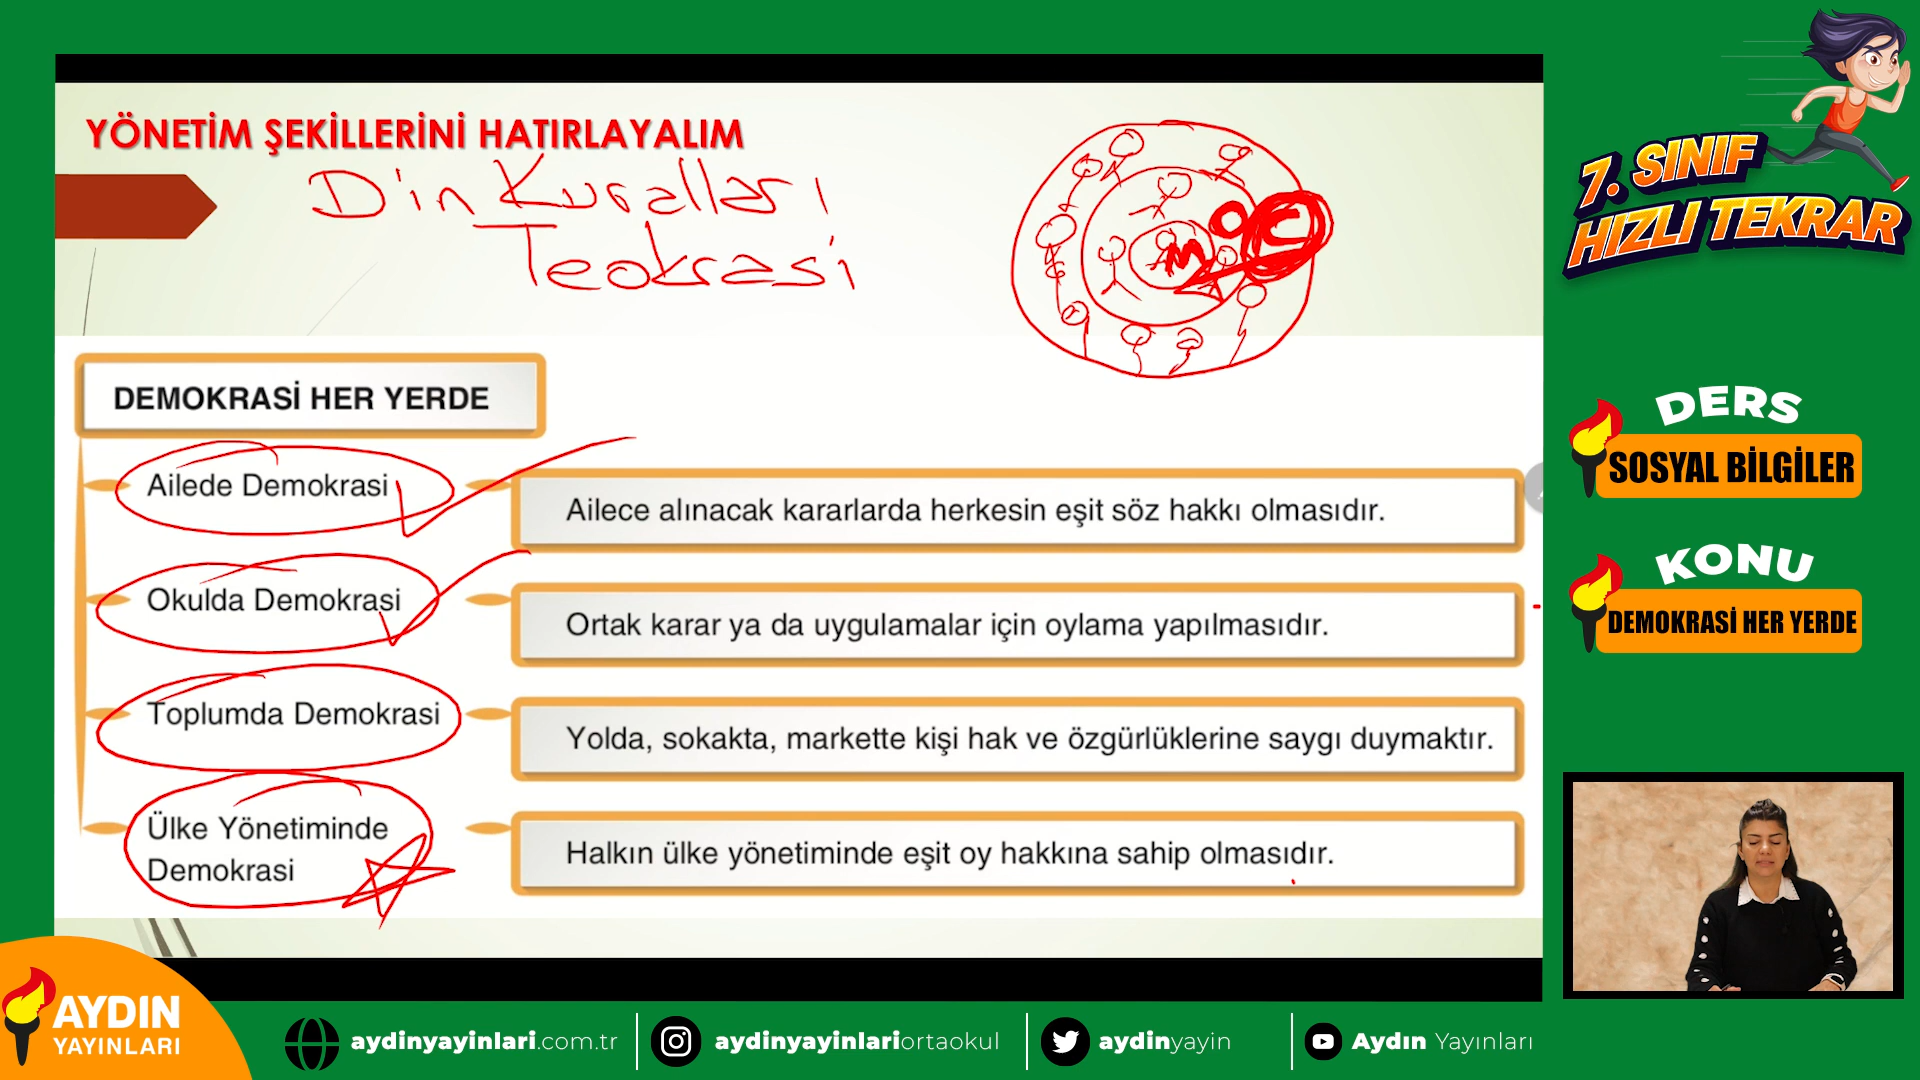 YÖNETİM ŞEKİLLERİNİ HATIRLAYALIM
Din Kuralları
Teokrasi
M
DEMOKRASİ HER YERDE
Ailede Demokrasi
Ailece alınacak kararlarda herkesin eşit söz hakkı olmasıdır.
Okulda Demokrasi
Ortak karar ya da uygulamalar için oylama yapılmasıdır.
Toplumda Demokrasi
Yolda, sokakta, markette kişi hak ve özgürlüklerine saygı duymaktır.
Ülke Yönetiminde
Demokrasi
Halkın ülke yönetiminde eşit oy hakkına sahip olmasıdır.
7. SINIF
HIZLI TEKRAR
DERS
SOSYAL BİLGİLER
KONU
DEMOKRASİ HER YERDE
AYDIN
YAYINLARI
aydinyayinlari.com.tr
aydinyayinlariortaokul
aydinyayin
Aydın Yayınları